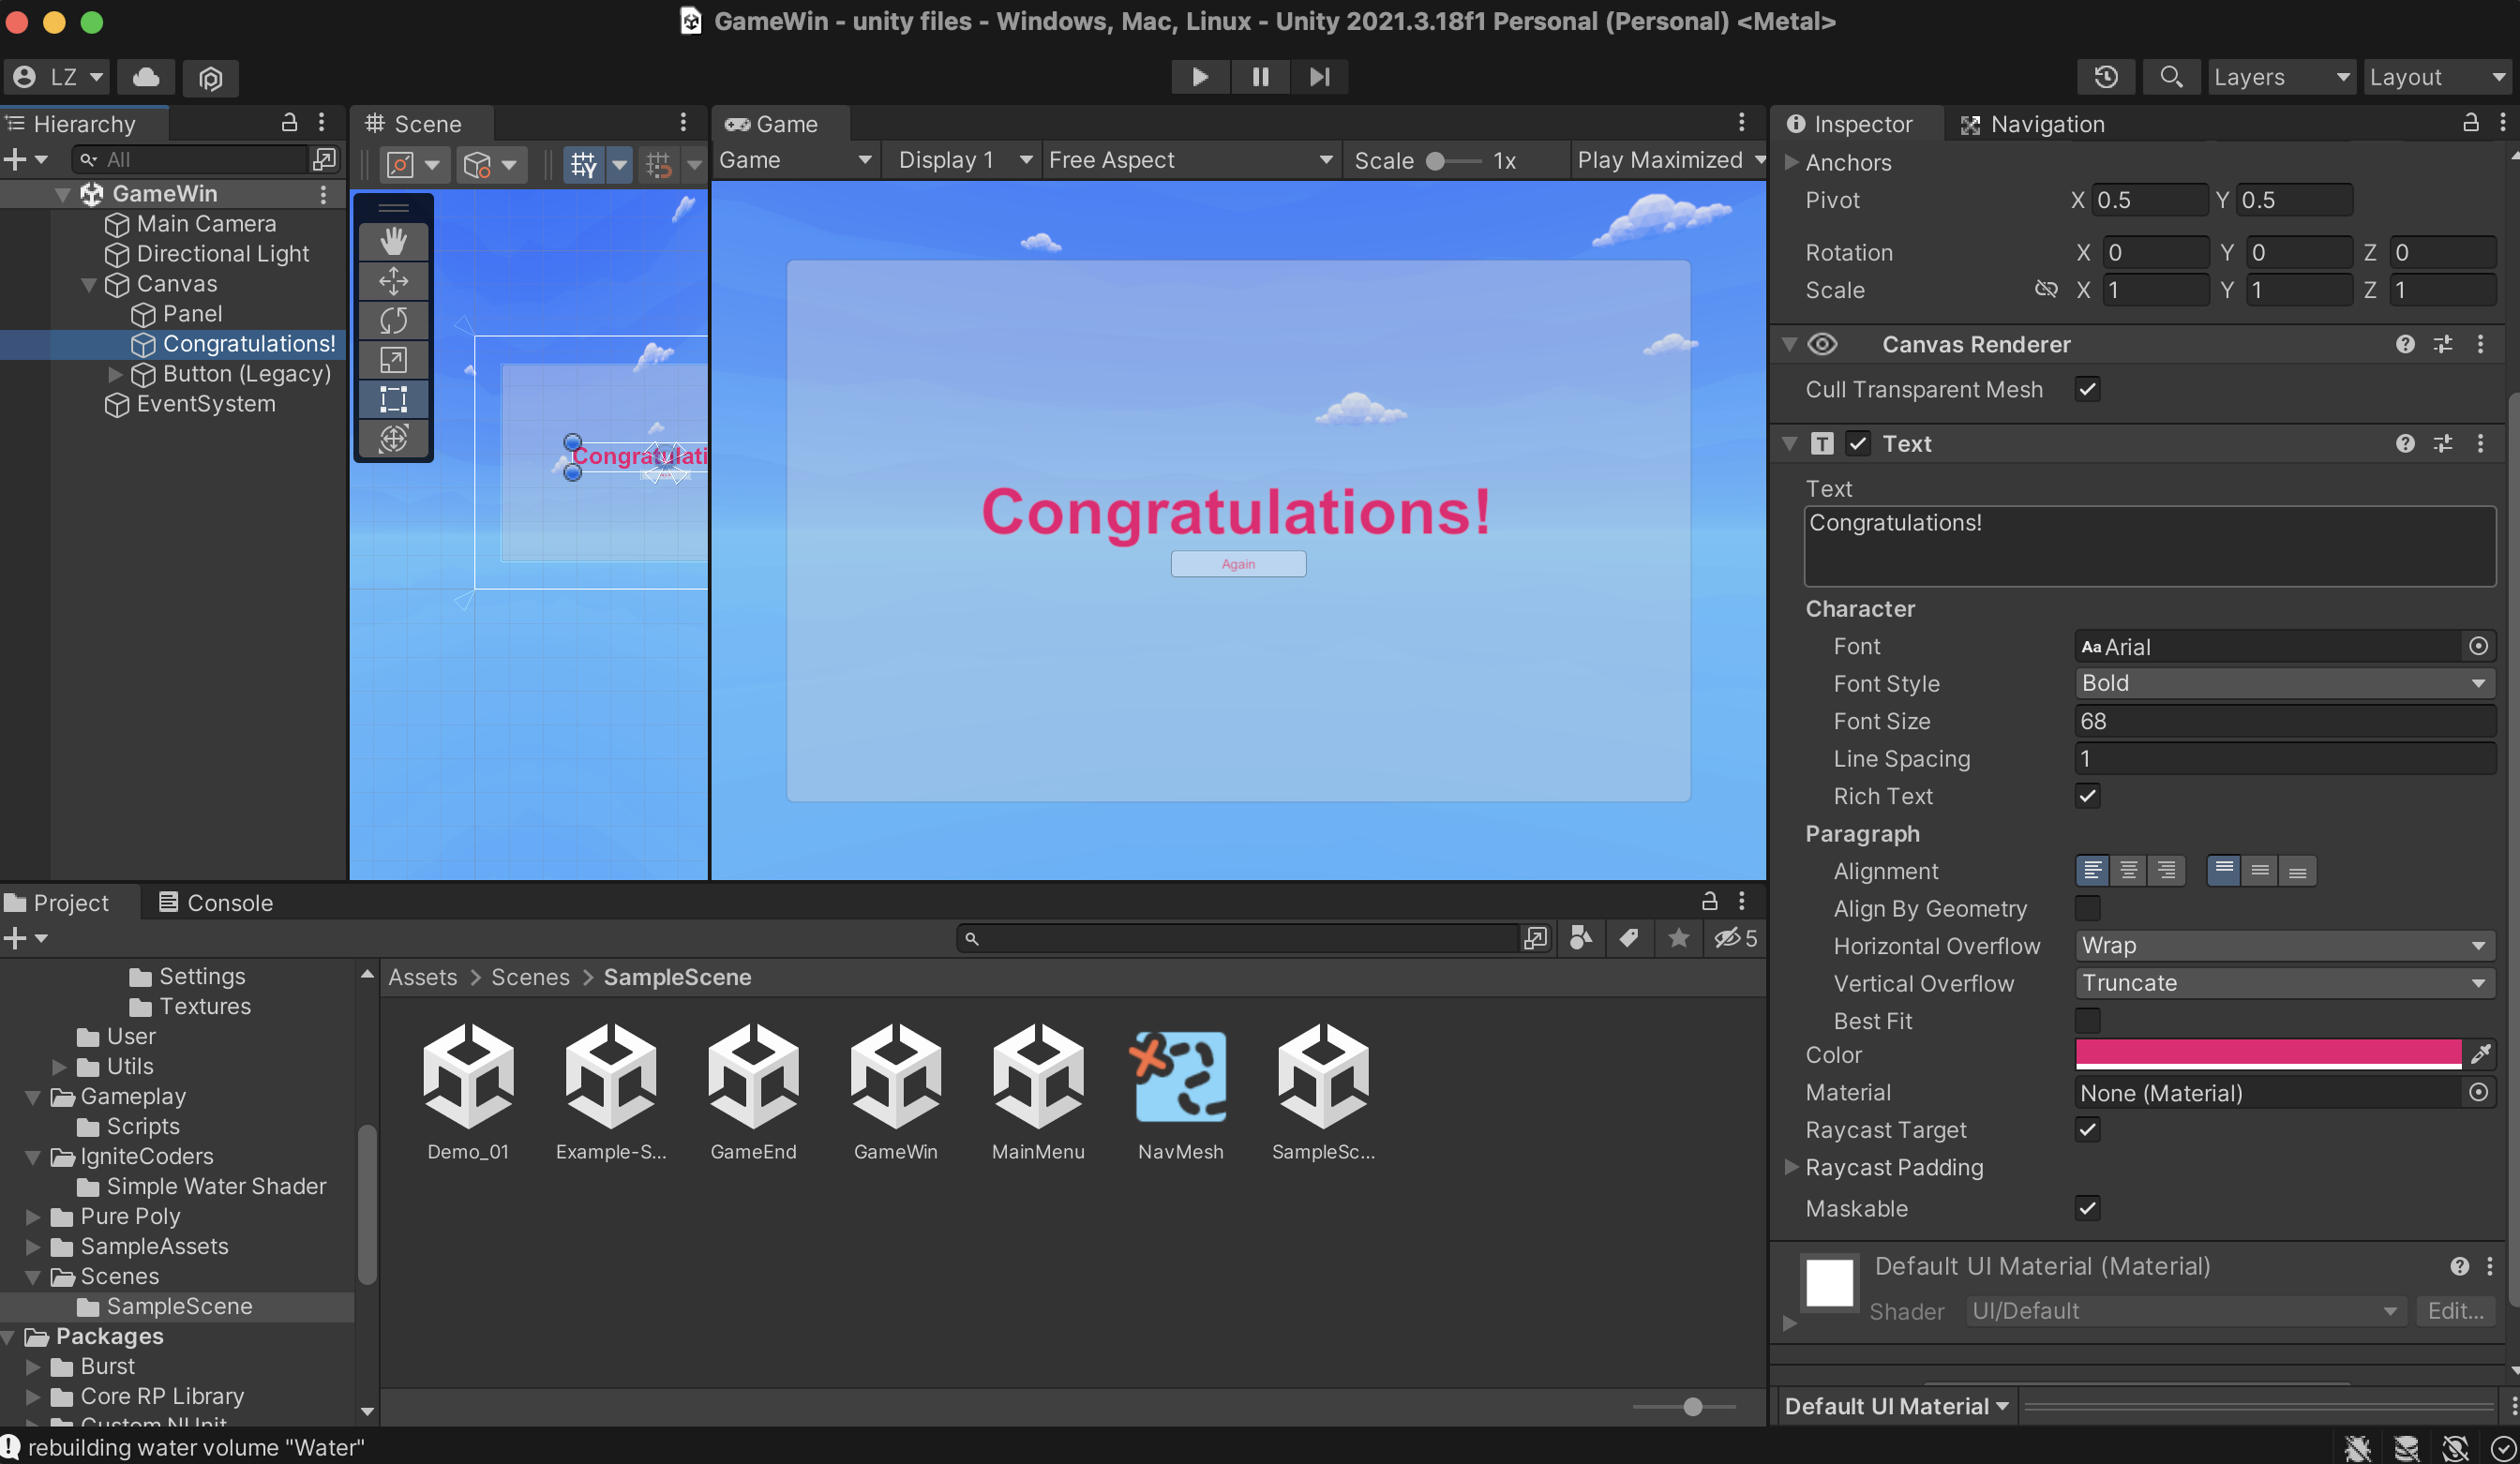 GameWin - unity files - Windows, Mac, Linux - Unity 2021.3.18f1 Personal (Personal) <Metal>
LZ
Layers
Layout
Hierarchy
All
GameWin
Main Camera
Directional Light
Canvas
Panel
Congratulations!
Button (Legacy)
EventSystem
Scene
Congratulati
Game
Game
Display 1
Free Aspect
Scale
1x
Play Maximized
Congratulations!
Again
Inspector
Navigation
Anchors
Pivot X 0.5 Y 0.5
Rotation X 0 Y 0 Z 0
Scale X 1 Y 1 Z 1
Canvas Renderer
Cull Transparent Mesh
Text
Text
Congratulations!
Character
Font Aa Arial
Font Style Bold
Font Size 68
Line Spacing 1
Rich Text
Paragraph
Alignment
Align By Geometry
Horizontal Overflow Wrap
Vertical Overflow Truncate
Best Fit
Color
Material None (Material)
Raycast Target
Raycast Padding
Maskable
Default UI Material (Material)
Shader UI/Default Edit...
Default UI Material
Project
Console
5
Settings
Textures
User
Utils
Gameplay
Scripts
IgniteCoders
Simple Water Shader
Pure Poly
SampleAssets
Scenes
SampleScene
Packages
Burst
Core RP Library
Custom NUnit
Assets > Scenes > SampleScene
Demo_01
Example-S...
GameEnd
GameWin
MainMenu
NavMesh
SampleSc...
rebuilding water volume "Water"